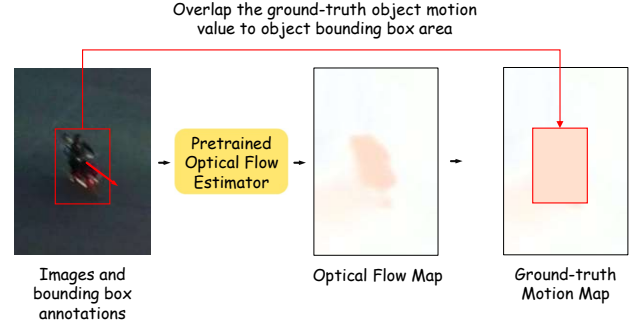 Overlap the ground-truth object motion
value to object bounding box area
Pretrained
Optical Flow
Estimator
Images and
bounding box
annotations
Optical Flow Map
Ground-truth
Motion Map